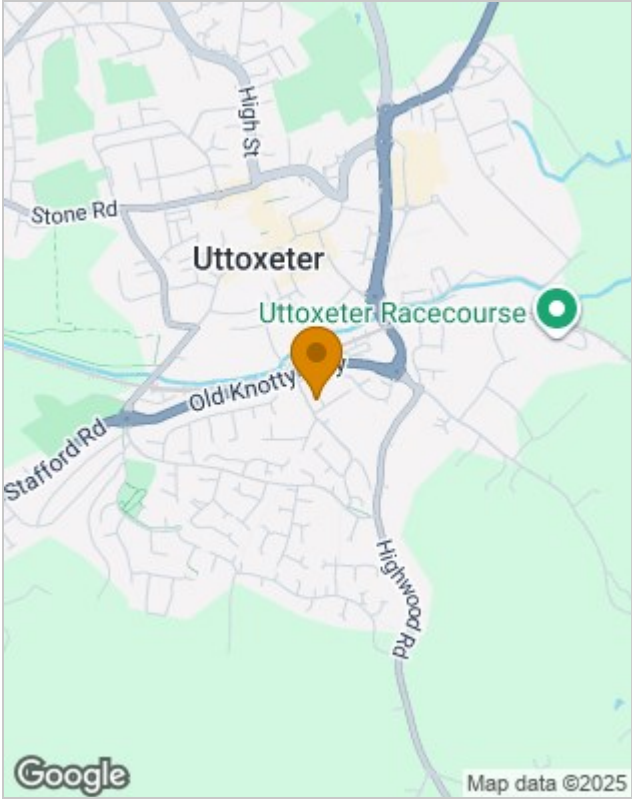 High St
Stone Rd
Uttoxeter
Uttoxeter Racecourse
Old Knotty
Stafford Rd
Highwood Rd
Google
Map data ©2025